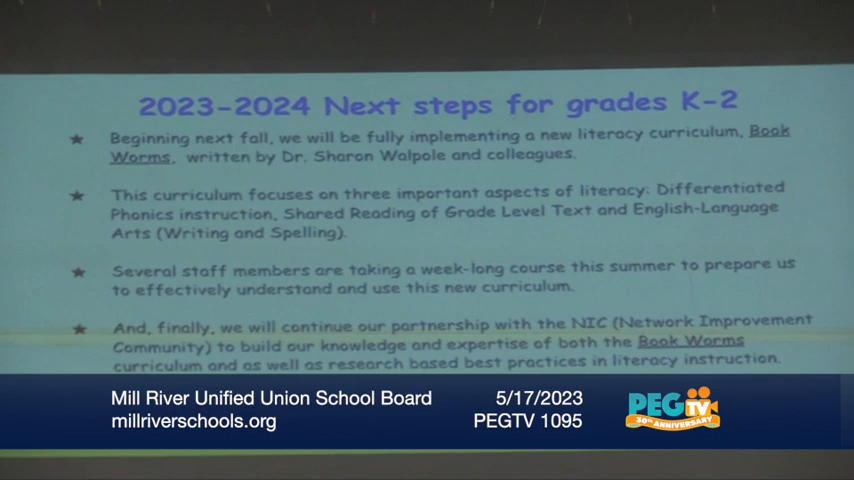 2023-2024 Next steps for grades K-2
★ Beginning next fall, we will be fully implementing a new literacy curriculum, Book
Worms, written by Dr. Sharon Walpole and colleagues.
★ This curriculum focuses on three important aspects of literacy: Differentiated
Phonics instruction, Shared Reading of Grade Level Text and English-Language
Arts (Writing and Spelling).
★ Several staff members are taking a week-long course this summer to prepare us
to effectively understand and use this new curriculum.
★ And, finally, we will continue our partnership with the NIC (Network Improvement
Community) to build our knowledge and expertise of both the Book Worms
curriculum and as well as research based best practices in literacy instruction.
Mill River Unified Union School Board
millriverschools.org
5/17/2023
PEGTV 1095
PEGTV
30TH ANNIVERSARY